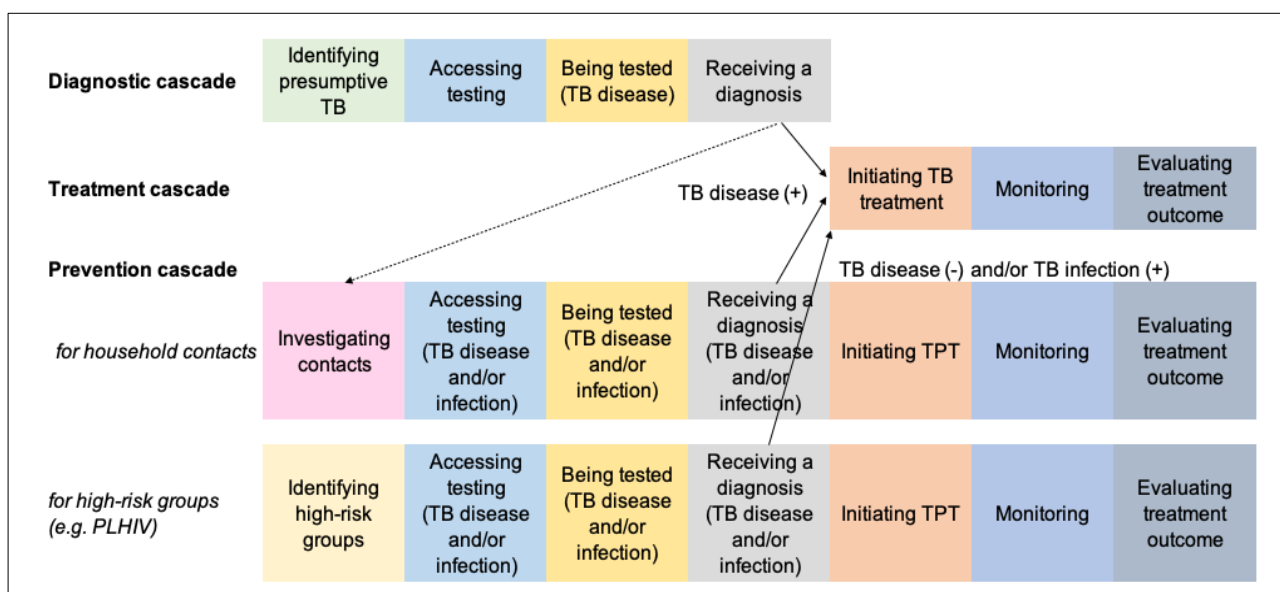 Diagnostic cascade
Identifying
presumptive
TB
Accessing
testing
Being tested
(TB disease)
Receiving a
diagnosis
Treatment cascade
TB disease (+)
Initiating TB
treatment
Monitoring
Evaluating
treatment
outcome
Prevention cascade
TB disease (-) and/or TB infection (+)
for household contacts
Investigating
contacts
Accessing
testing
(TB disease
and/or
infection)
Being tested
(TB disease
and/or
infection)
Receiving a
diagnosis
(TB disease
and/or
infection)
Initiating TPT
Monitoring
Evaluating
treatment
outcome
for high-risk groups
(e.g. PLHIV)
Identifying
high-risk
groups
Accessing
testing
(TB disease
and/or
infection)
Being tested
(TB disease
and/or
infection)
Receiving a
diagnosis
(TB disease
and/or
infection)
Initiating TPT
Monitoring
Evaluating
treatment
outcome